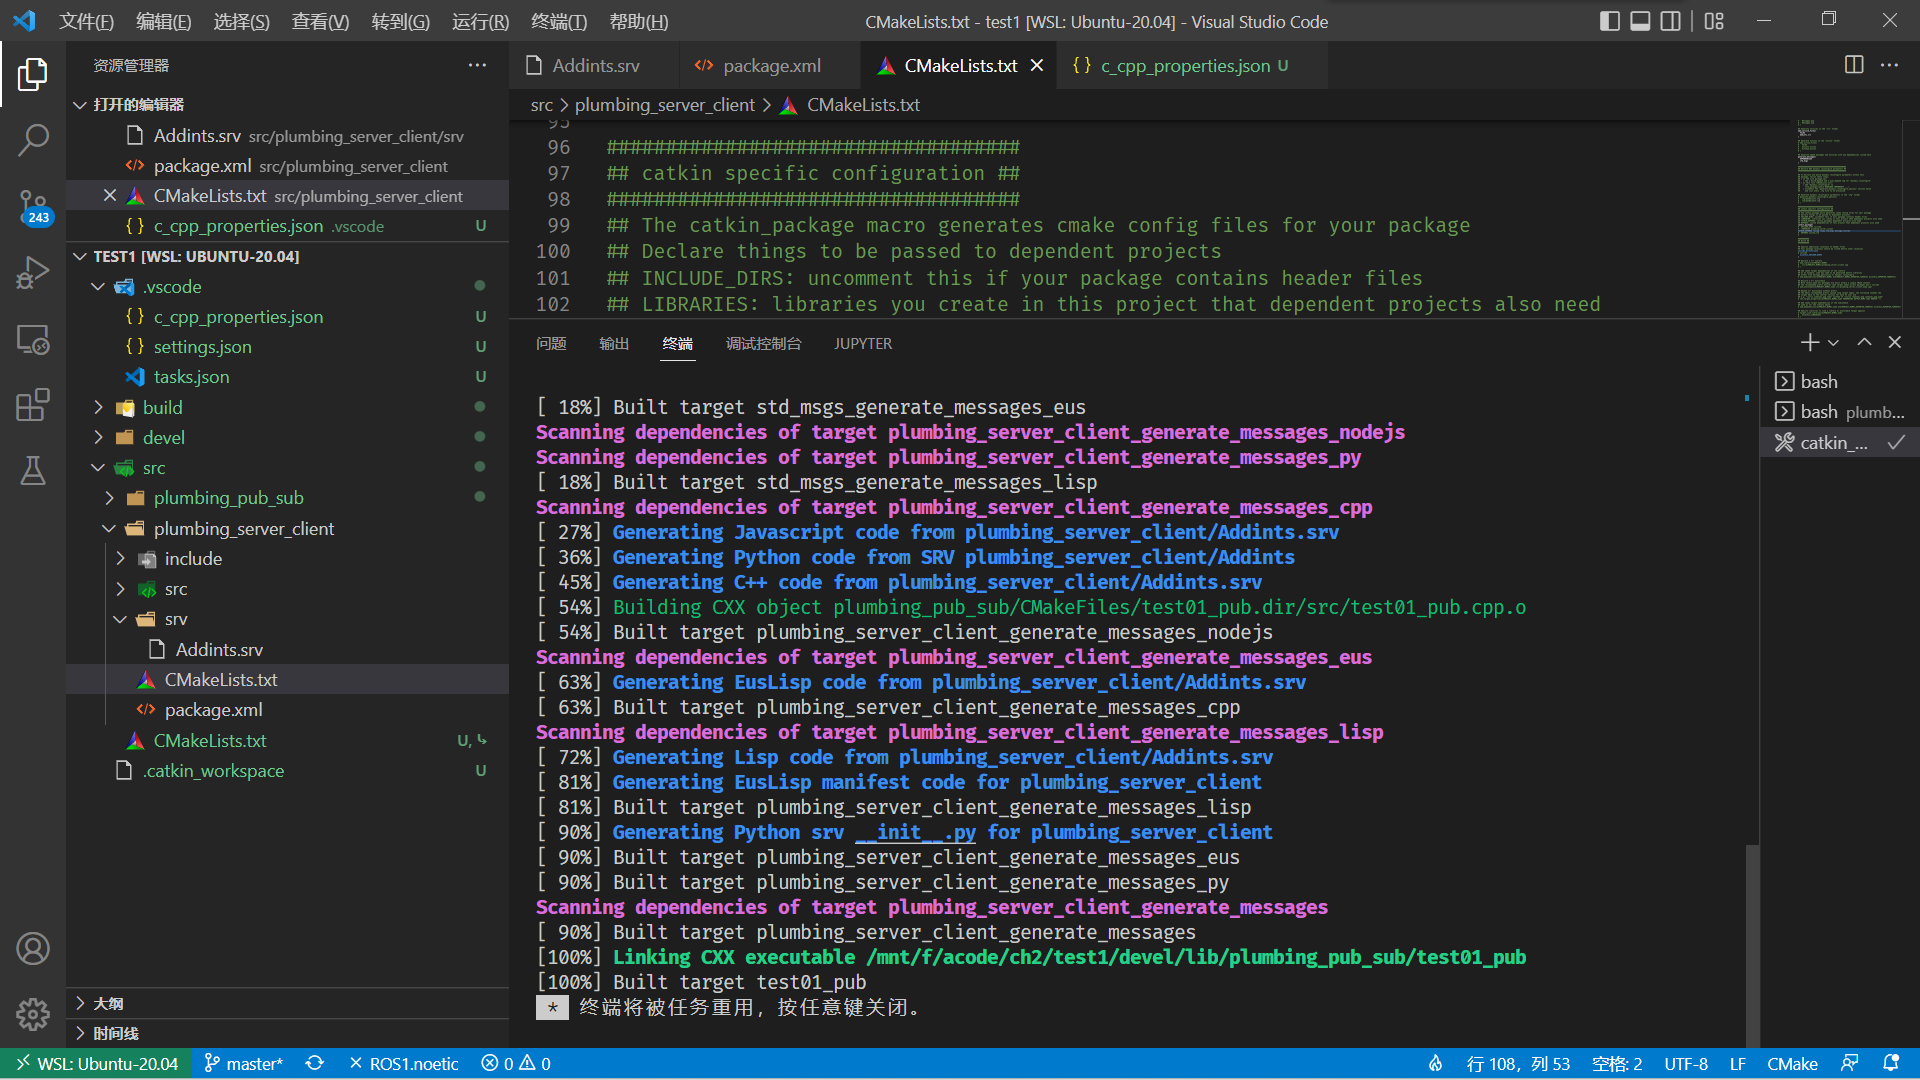 文件(F) 编辑(E) 选择(S) 查看(V) 转到(G) 运行(R) 终端(T) 帮助(H)
CMakeLists.txt - test1 [WSL: Ubuntu-20.04] - Visual Studio Code
资源管理器
打开的编辑器
Addints.srv src/plumbing_server_client/srv
package.xml src/plumbing_server_client
CMakeLists.txt src/plumbing_server_client
c_cpp_properties.json .vscode U
243
TEST1 [WSL: UBUNTU-20.04]
.vscode
c_cpp_properties.json U
settings.json U
tasks.json U
build
devel
src
plumbing_pub_sub
plumbing_server_client
include
src
srv
Addints.srv
CMakeLists.txt
package.xml
CMakeLists.txt U,
.catkin_workspace U
大纲
时间线
Addints.srv package.xml CMakeLists.txt c_cpp_properties.json U
src > plumbing_server_client > CMakeLists.txt
95
96 ###################################
97 ## catkin specific configuration ##
98 ###################################
99 ## The catkin_package macro generates cmake config files for your package
100 ## Declare things to be passed to dependent projects
101 ## INCLUDE_DIRS: uncomment this if your package contains header files
102 ## LIBRARIES: libraries you create in this project that dependent projects also need
问题 输出 终端 调试控制台 JUPYTER
[ 18%] Built target std_msgs_generate_messages_eus
Scanning dependencies of target plumbing_server_client_generate_messages_nodejs
Scanning dependencies of target plumbing_server_client_generate_messages_py
[ 18%] Built target std_msgs_generate_messages_lisp
Scanning dependencies of target plumbing_server_client_generate_messages_cpp
[ 27%] Generating Javascript code from plumbing_server_client/Addints.srv
[ 36%] Generating Python code from SRV plumbing_server_client/Addints
[ 45%] Generating C++ code from plumbing_server_client/Addints.srv
[ 54%] Building CXX object plumbing_pub_sub/CMakeFiles/test01_pub.dir/src/test01_pub.cpp.o
[ 54%] Built target plumbing_server_client_generate_messages_nodejs
Scanning dependencies of target plumbing_server_client_generate_messages_eus
[ 63%] Generating EusLisp code from plumbing_server_client/Addints.srv
[ 63%] Built target plumbing_server_client_generate_messages_cpp
Scanning dependencies of target plumbing_server_client_generate_messages_lisp
[ 72%] Generating Lisp code from plumbing_server_client/Addints.srv
[ 81%] Generating EusLisp manifest code for plumbing_server_client
[ 81%] Built target plumbing_server_client_generate_messages_lisp
[ 90%] Generating Python srv __init__.py for plumbing_server_client
[ 90%] Built target plumbing_server_client_generate_messages_eus
[ 90%] Built target plumbing_server_client_generate_messages_py
Scanning dependencies of target plumbing_server_client_generate_messages
[ 90%] Built target plumbing_server_client_generate_messages
[100%] Linking CXX executable /mnt/f/acode/ch2/test1/devel/lib/plumbing_pub_sub/test01_pub
[100%] Built target test01_pub
* 终端将被任务重用，按任意键关闭。
bash
bash plumb...
catkin_...
WSL: Ubuntu-20.04 master* ROS1.noetic 0 0 行 108，列 53 空格: 2 UTF-8 LF CMake